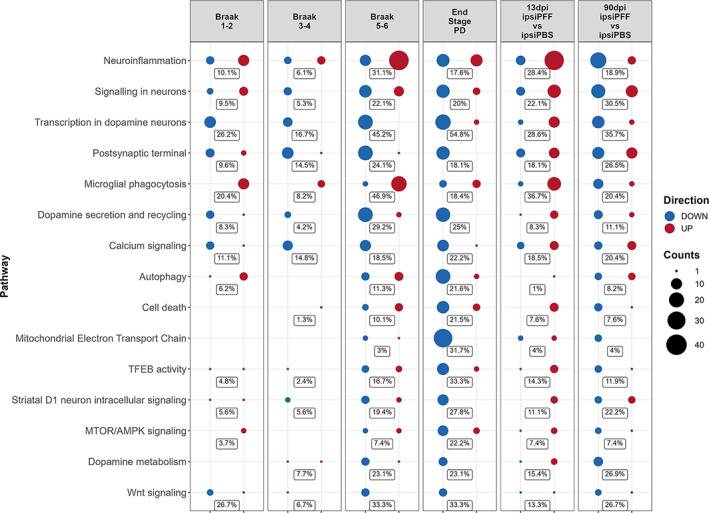 Braak
1-2
Braak
3-4
Braak
5-6
End
Stage
PD
13dpi
ipsiPFF
vs
ipsiPBS
90dpi
ipsiPFF
vs
ipsiPBS
Pathway
Neuroinflammation
10.1% 6.1% 31.1% 17.6% 28.4% 18.9%
Signalling in neurons
9.5% 5.3% 22.1% 20% 22.1% 30.5%
Transcription in dopamine neurons
26.2% 16.7% 45.2% 54.8% 28.6% 35.7%
Postsynaptic terminal
9.6% 14.5% 24.1% 18.1% 18.1% 26.5%
Microglial phagocytosis
20.4% 8.2% 46.9% 18.4% 36.7% 20.4%
Dopamine secretion and recycling
8.3% 4.2% 29.2% 25% 8.3% 11.1%
Calcium signaling
11.1% 14.8% 18.5% 22.2% 18.5% 20.4%
Autophagy
6.2% 11.3% 21.6% 1% 8.2%
Cell death
1.3% 10.1% 21.5% 7.6% 7.6%
Mitochondrial Electron Transport Chain
3% 31.7% 4% 4%
TFEB activity
4.8% 2.4% 16.7% 33.3% 14.3% 11.9%
Striatal D1 neuron intracellular signaling
5.6% 5.6% 19.4% 27.8% 11.1% 22.2%
MTOR/AMPK signaling
3.7% 7.4% 22.2% 7.4% 7.4%
Dopamine metabolism
7.7% 23.1% 23.1% 15.4% 26.9%
Wnt signaling
26.7% 6.7% 33.3% 33.3% 13.3% 26.7%
Direction
DOWN
UP
Counts
1
10
20
30
40